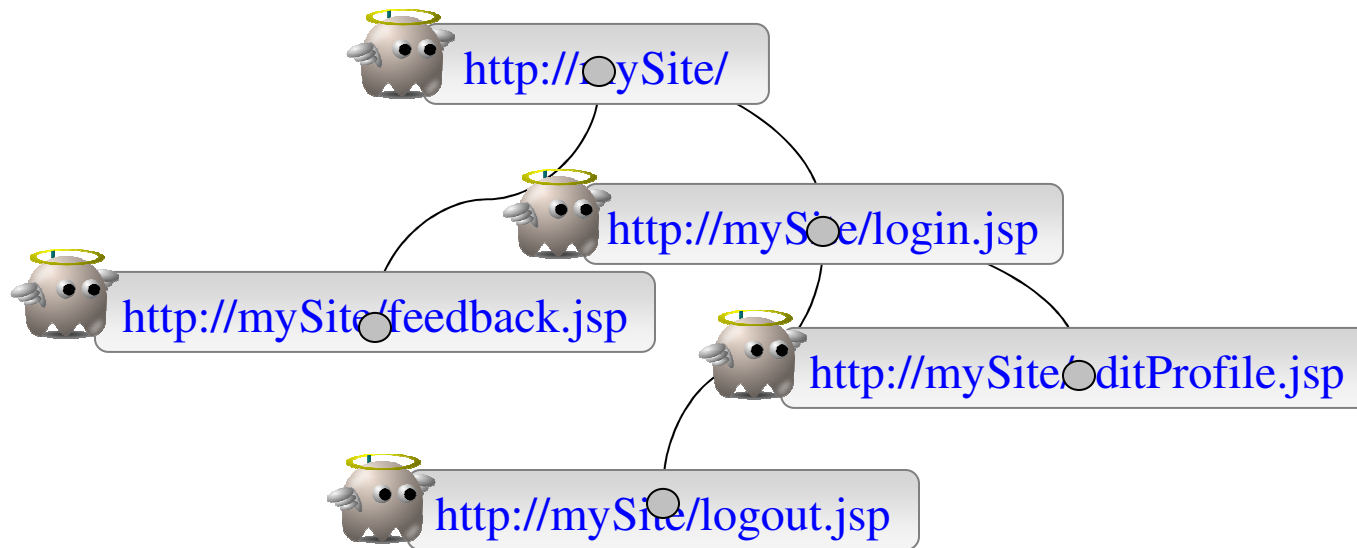 http://mySite/
http://mySite/login.jsp
http://mySite/feedback.jsp
http://mySite/editProfile.jsp
http://mySite/logout.jsp